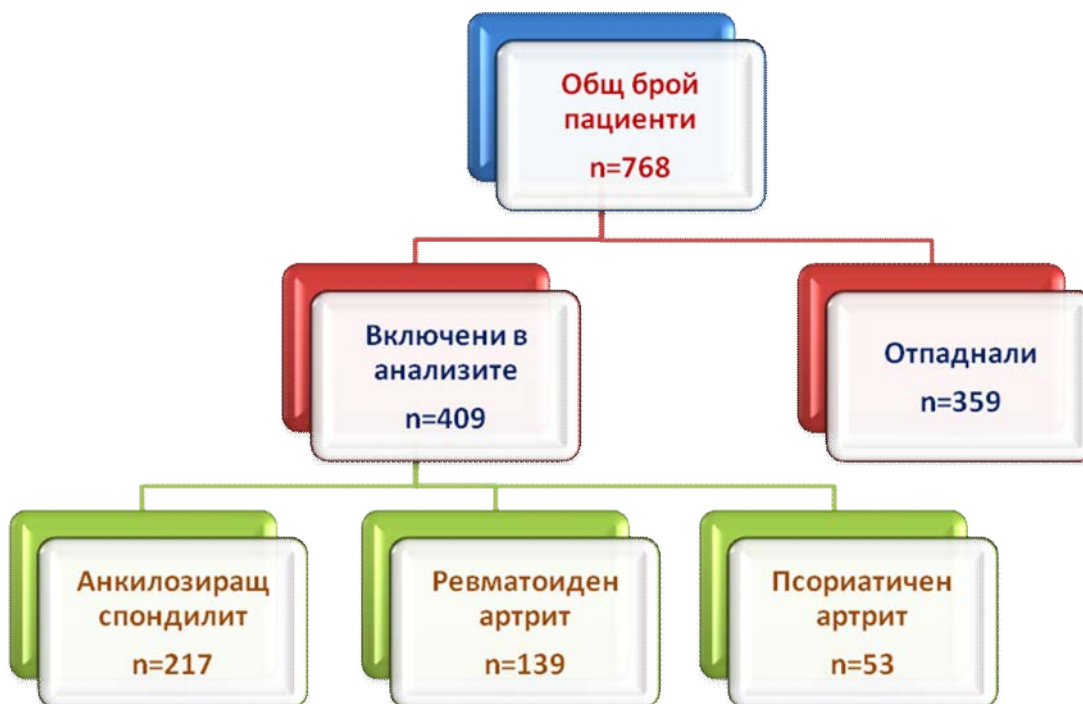 Общ брой
пациенти
n=768
Включени в
анализите
n=409
Отпаднали
n=359
Анкилозиращ
спондилит
n=217
Ревматоиден
артрит
n=139
Псориатичен
артрит
n=53